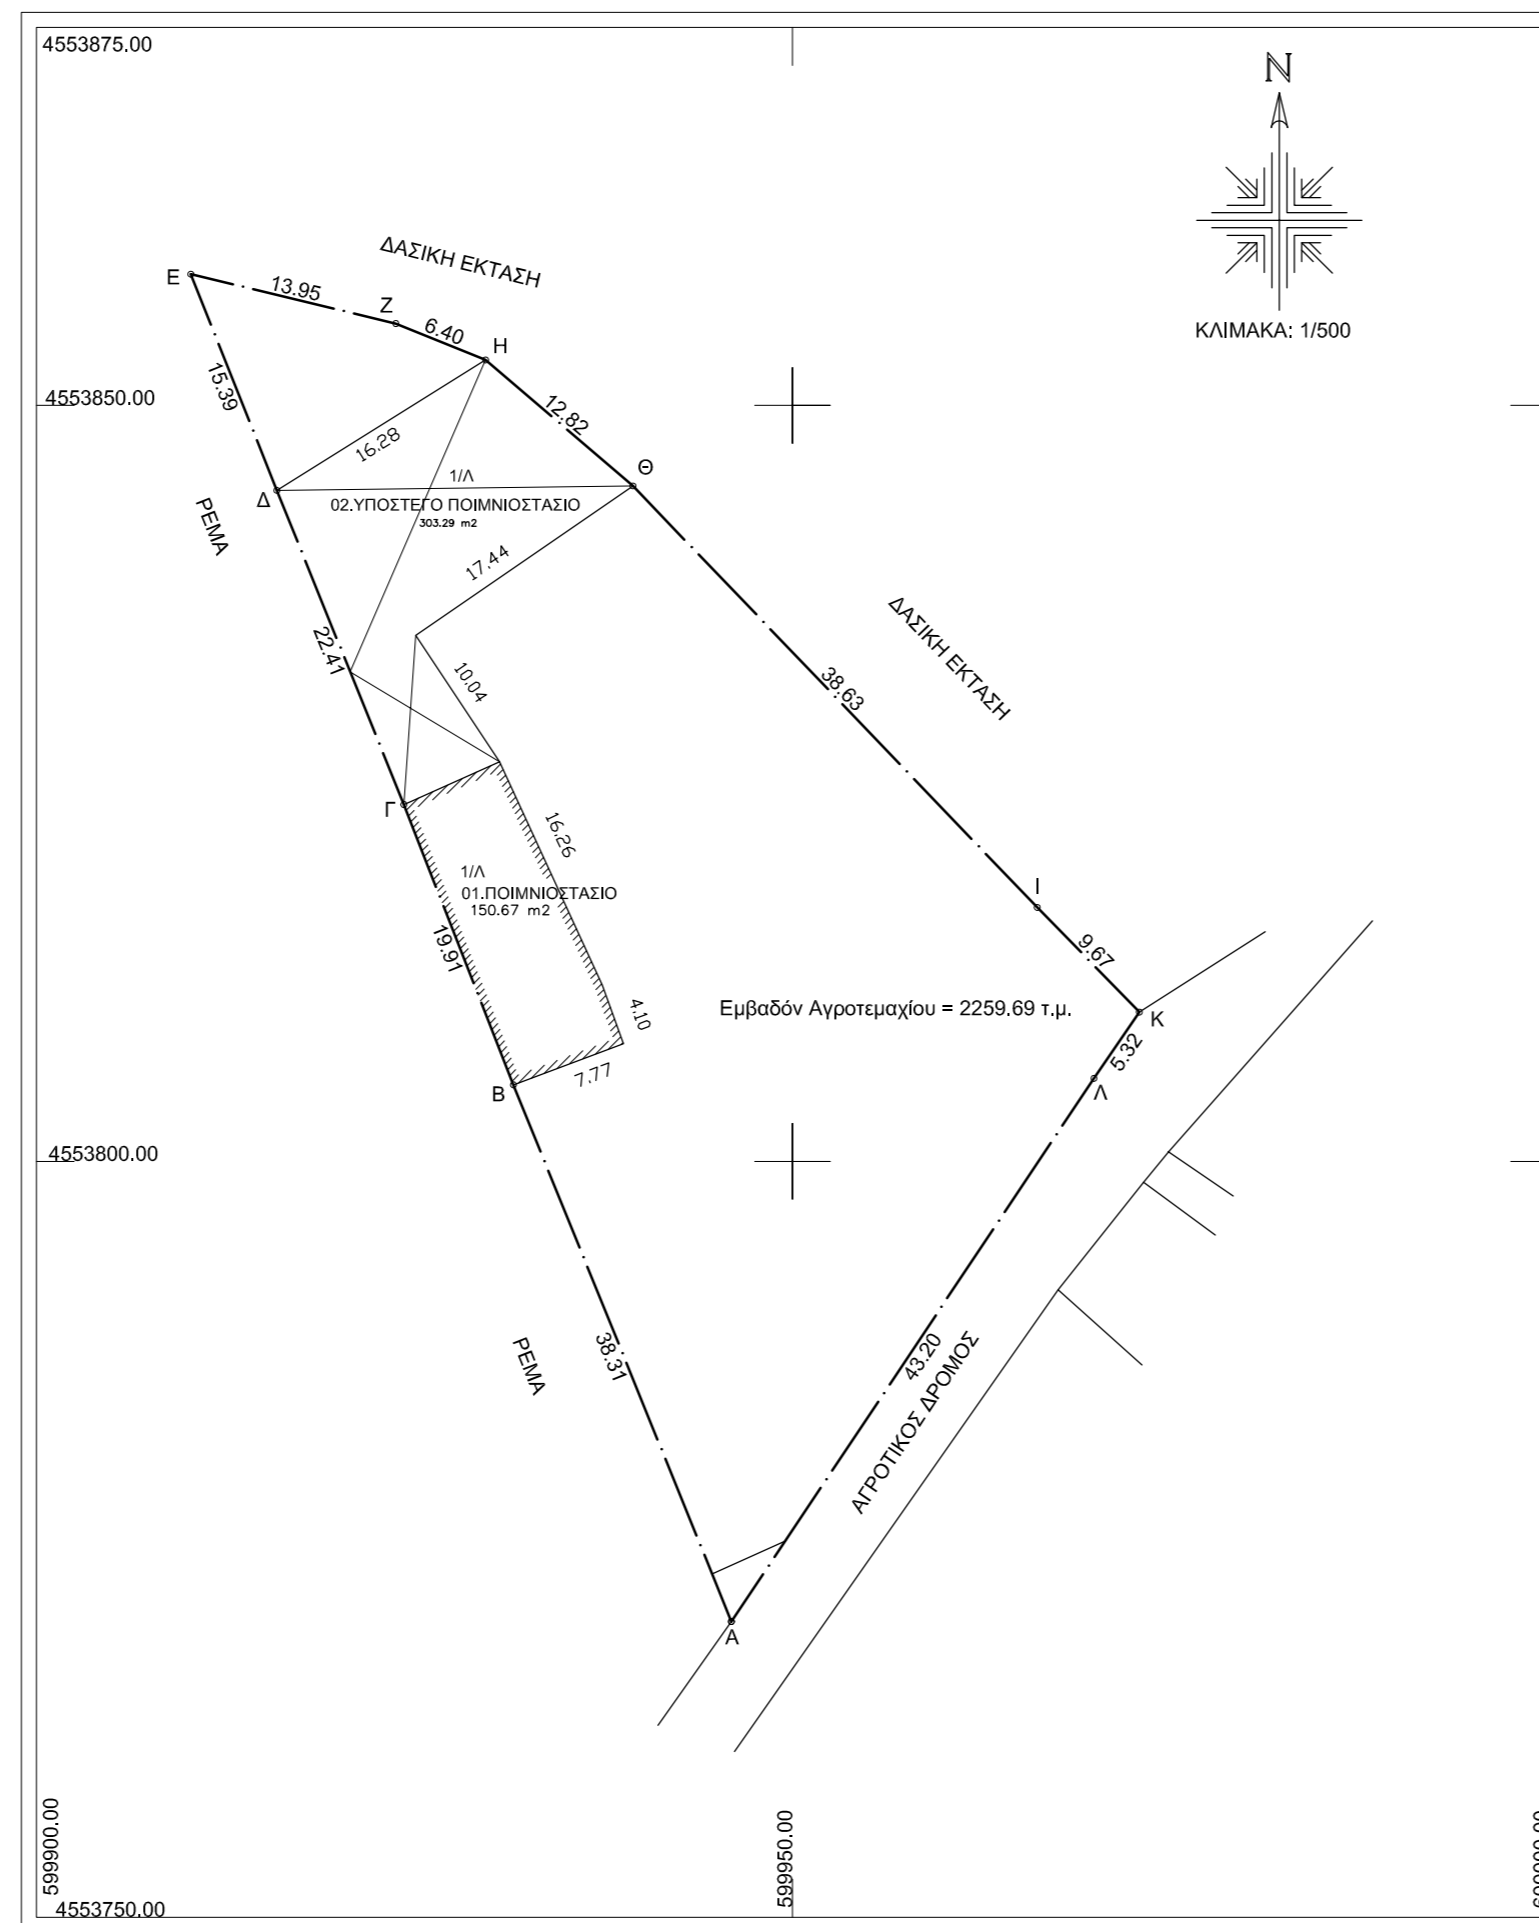 4553875.00
N
ΚΛΙΜΑΚΑ: 1/500
ΔΑΣΙΚΗ ΕΚΤΑΣΗ
Ε
13.95
Ζ
6.40
Η
15.39
4553850.00
12.82
16.28
Θ
1/Λ
Δ
02.ΥΠΟΣΤΕΓΟ ΠΟΙΜΝΙΟΣΤΑΣΙΟ
303.29 m2
ΡΕΜΑ
17.44
ΔΑΣΙΚΗ ΕΚΤΑΣΗ
22.41
10.04
38.63
Γ
16.26
1/Λ
01.ΠΟΙΜΝΙΟΣΤΑΣΙΟ
150.67 m2
Ι
19.91
9.67
4.10
Εμβαδόν Αγροτεμαχίου = 2259.69 τ.μ.
Κ
5.32
7.77
Β
Λ
4553800.00
ΡΕΜΑ
38.31
43.20
ΑΓΡΟΤΙΚΟΣ ΔΡΟΜΟΣ
Α
599900.00
599950.00
4553750.00